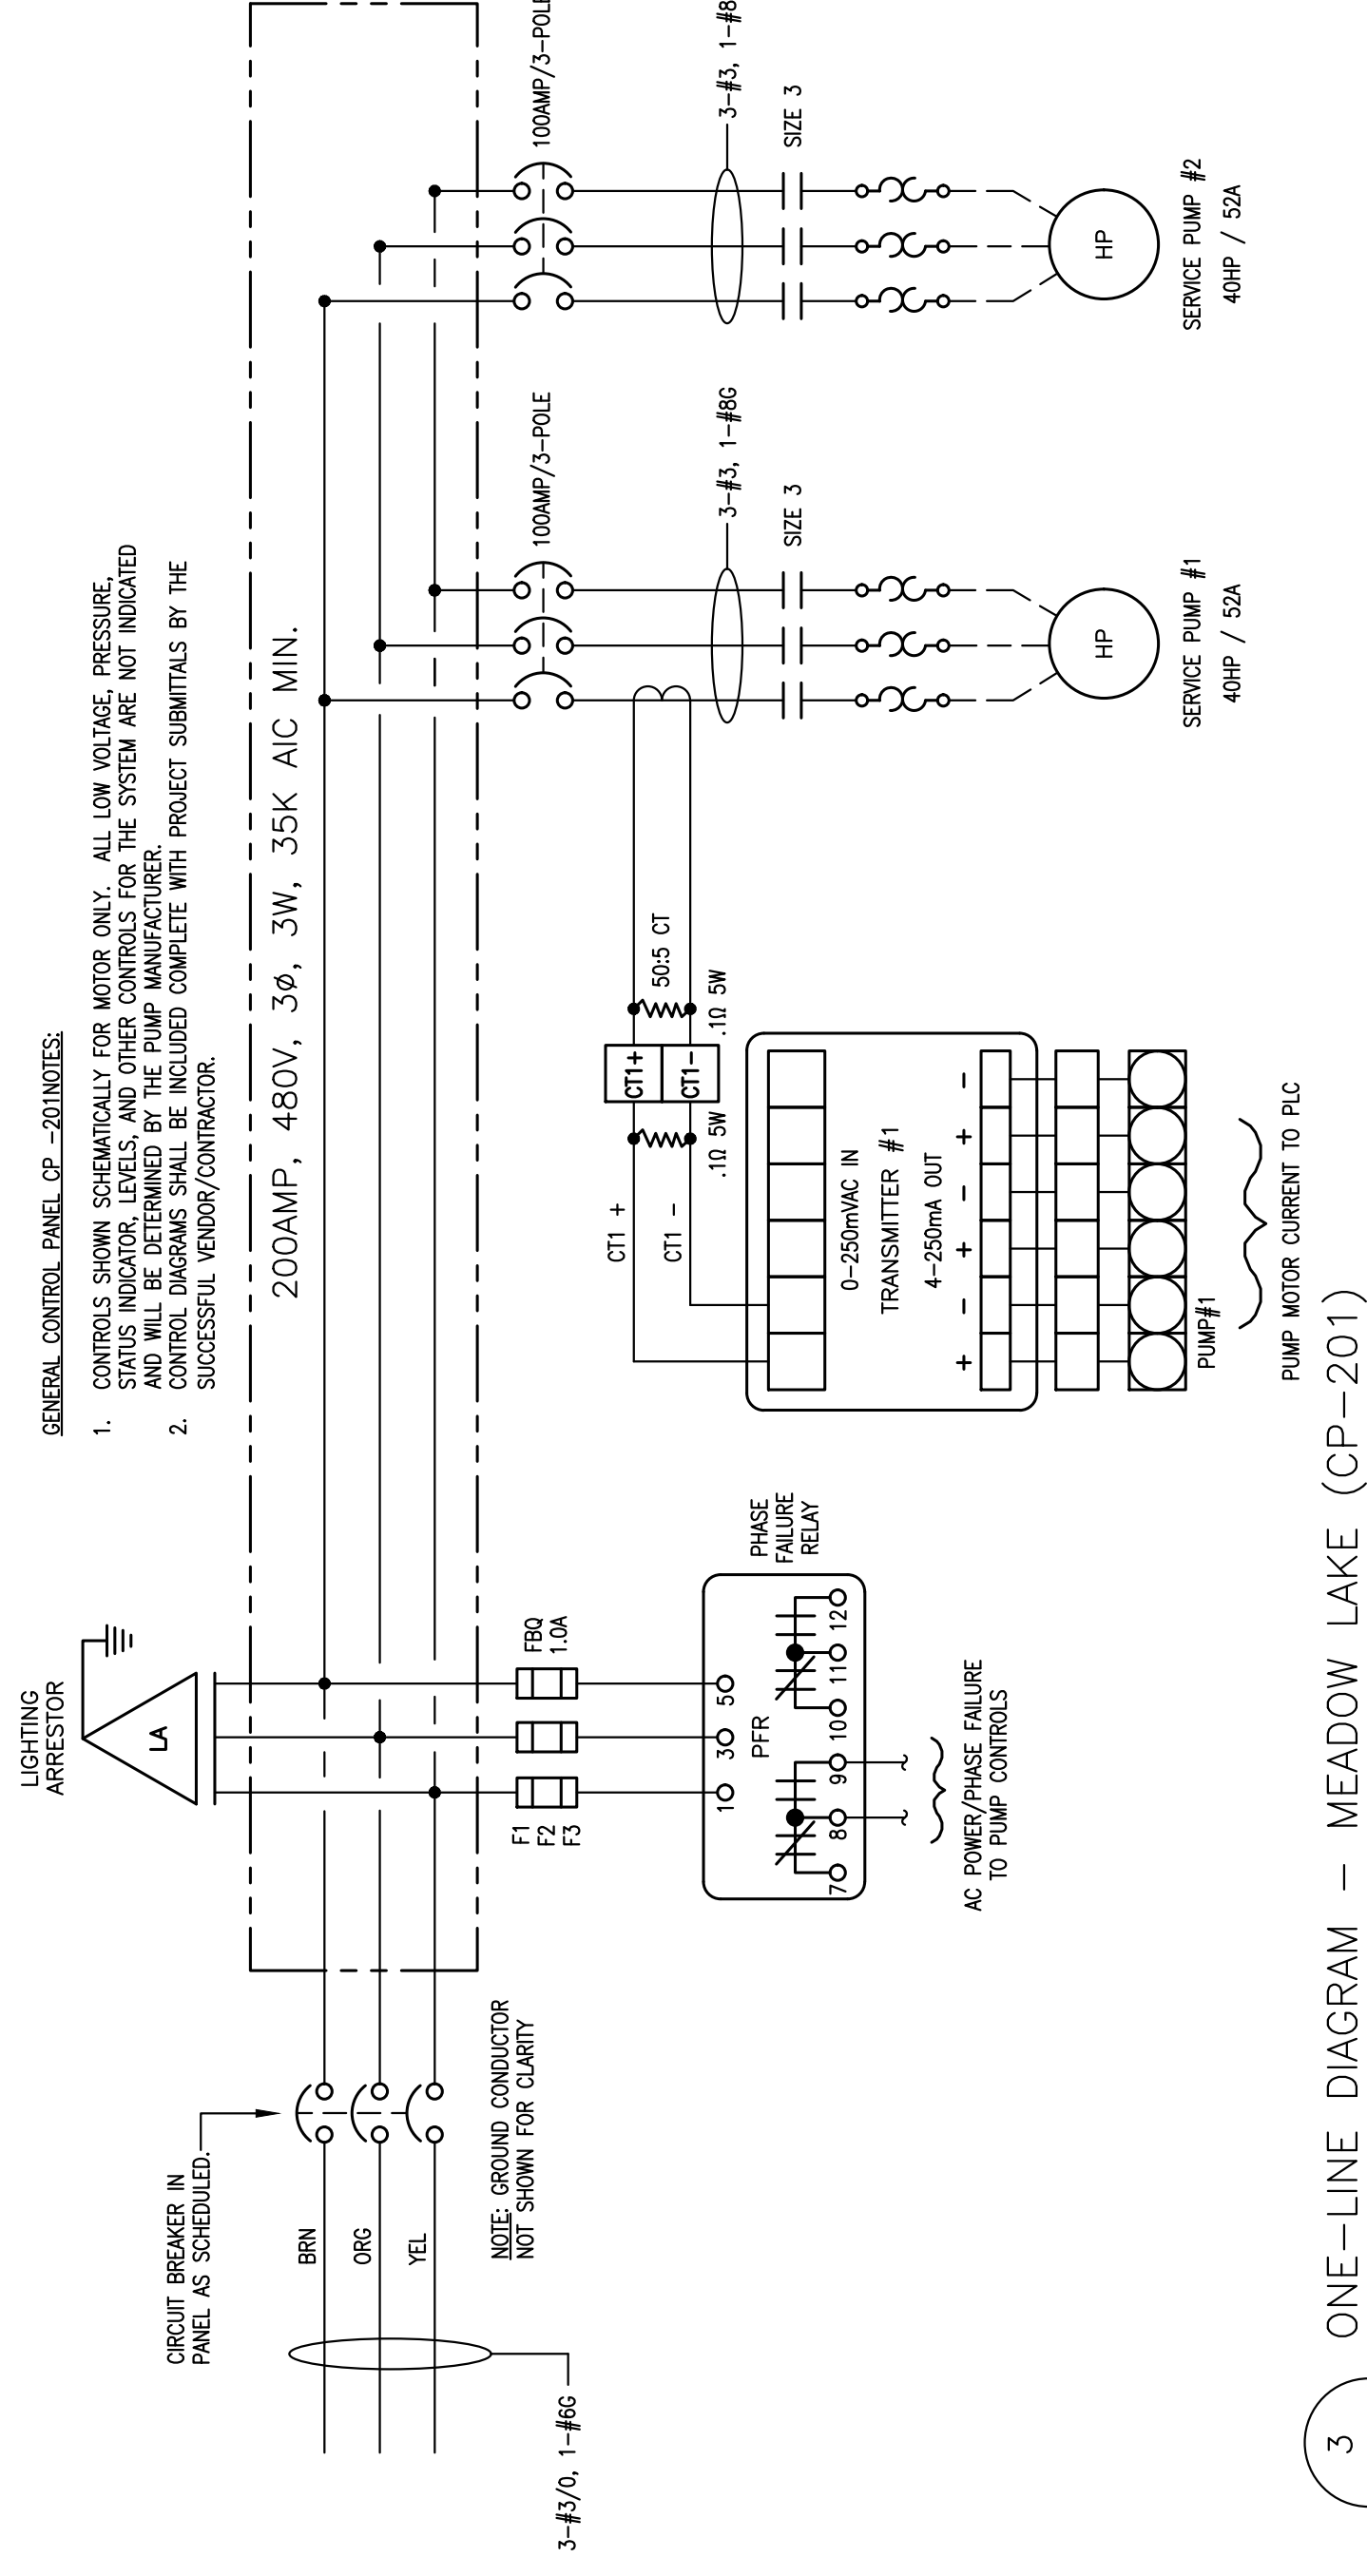 GENERAL CONTROL PANEL CP -201NOTES:
1. CONTROLS SHOWN SCHEMATICALLY FOR MOTOR ONLY. ALL LOW VOLTAGE, PRESSURE,
STATUS INDICATOR, LEVELS, AND OTHER CONTROLS FOR THE SYSTEM ARE NOT INDICATED
AND WILL BE DETERMINED BY THE PUMP MANUFACTURER.
2. CONTROL DIAGRAMS SHALL BE INCLUDED COMPLETE WITH PROJECT SUBMITTALS BY THE
SUCCESSFUL VENDOR/CONTRACTOR.
LIGHTING
ARRESTOR
LA
CIRCUIT BREAKER IN
PANEL AS SCHEDULED.
200AMP, 480V, 3Ø, 3W, 35K AIC MIN.
BRN
ORG
YEL
NOTE: GROUND CONDUCTOR
NOT SHOWN FOR CLARITY
3-#3/0, 1-#6G
F1
F2
F3
FBQ
1.0A
1
3
5
PFR
7
8
9
10
11
12
PHASE
FAILURE
RELAY
AC POWER/PHASE FAILURE
TO PUMP CONTROLS
100AMP/3-POLE
100AMP/3-POLE
3-#3, 1-#8G
3-#3, 1-#8
SIZE 3
SIZE 3
50:5 CT
CT1+
CT1-
.1Ω 5W
.1Ω 5W
CT1 +
CT1 -
0-250mVAC IN
TRANSMITTER #1
4-250mA OUT
+ - + - + -
PUMP#1
PUMP MOTOR CURRENT TO PLC
HP
SERVICE PUMP #1
40HP / 52A
HP
SERVICE PUMP #2
40HP / 52A
3
ONE-LINE DIAGRAM - MEADOW LAKE (CP-201)